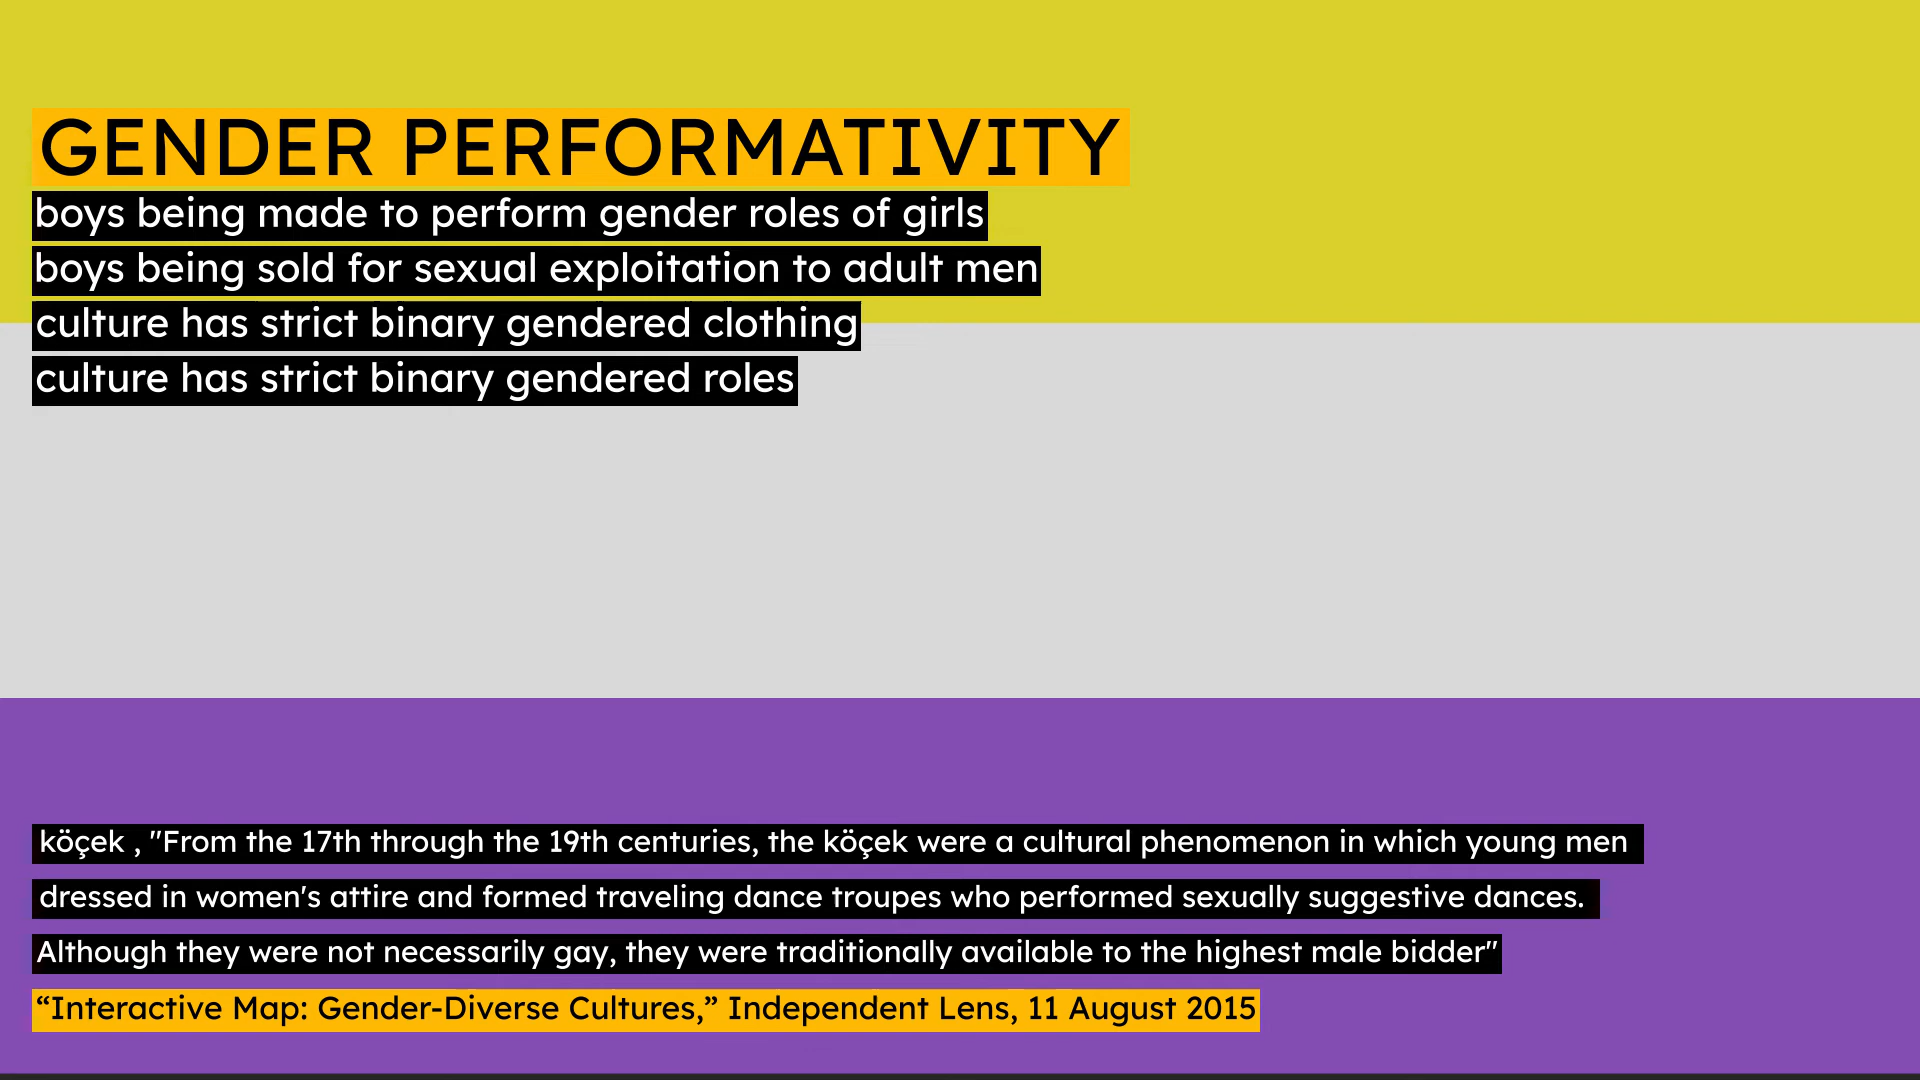 GENDER PERFORMATIVITY
boys being made to perform gender roles of girls
boys being sold for sexual exploitation to adult men
culture has strict binary gendered clothing
culture has strict binary gendered roles
köçek , "From the 17th through the 19th centuries, the köçek were a cultural phenomenon in which young men
dressed in women's attire and formed traveling dance troupes who performed sexually suggestive dances.
Although they were not necessarily gay, they were traditionally available to the highest male bidder"
“Interactive Map: Gender-Diverse Cultures,” Independent Lens, 11 August 2015